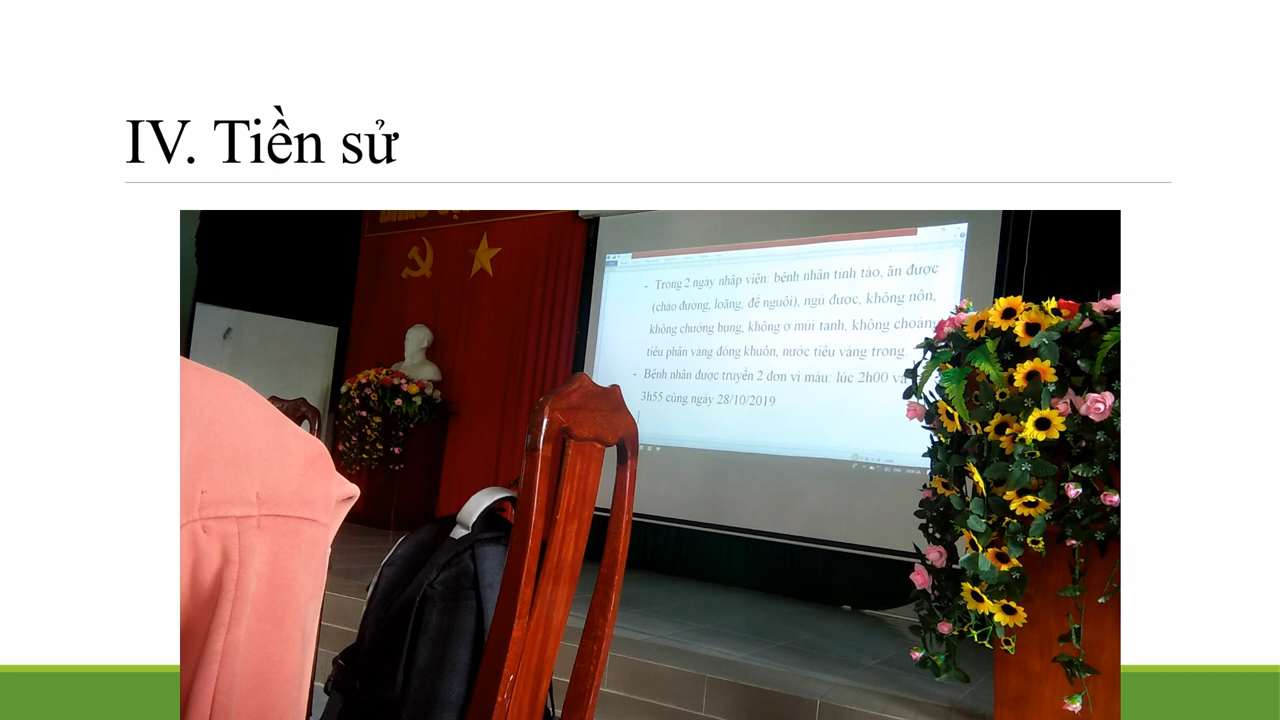 IV. Tiền sử
- Trong 2 ngày nhập viện: bệnh nhân tỉnh táo, ăn được
(cháo đường, loãng, để nguội), ngủ được, không nôn,
không chướng bụng, không ợ mùi tanh, không choáng
tiêu phân vàng đóng khuôn, nước tiểu vàng trong.
- Bệnh nhân được truyền 2 đơn vị máu: lúc 2h00 và
3h55 cùng ngày 28/10/2019